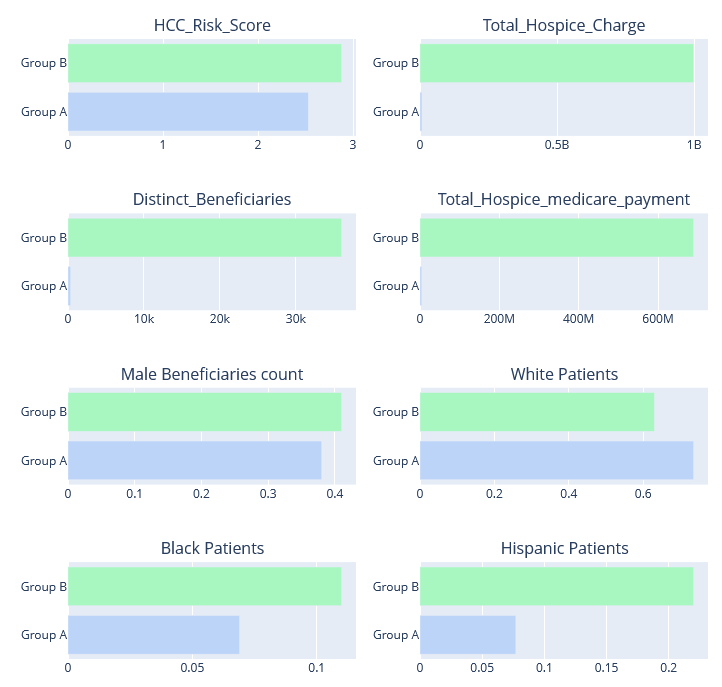 HCC_Risk_Score
Group B
Group A
0 1 2 3
Total_Hospice_Charge
Group B
Group A
0 0.5B 1B
Distinct_Beneficiaries
Group B
Group A
0 10k 20k 30k
Total_Hospice_medicare_payment
Group B
Group A
0 200M 400M 600M
Male Beneficiaries count
Group B
Group A
0 0.1 0.2 0.3 0.4
White Patients
Group B
Group A
0 0.2 0.4 0.6
Black Patients
Group B
Group A
0 0.05 0.1
Hispanic Patients
Group B
Group A
0 0.05 0.1 0.15 0.2